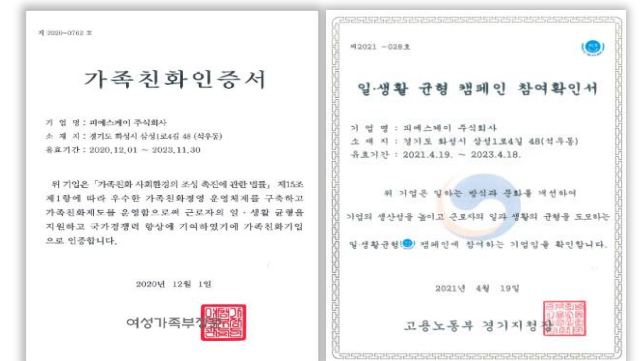 제 2020-0762 호
가족친화인증서
기 업 명 : 피에스케이 주식회사
소 재 지 : 경기도 화성시 삼성1로4길 48 (석우동)
유효기간 : 2020.12.01 ~ 2023.11.30
위 기업은 「가족친화 사회환경의 조성 촉진에 관한 법률」 제15조
제1항에 따라 우수한 가족친화경영 운영체제를 구축하고
가족친화제도를 운영함으로써 근로자의 일 · 생활 균형을
지원하고 국가경쟁력 향상에 기여하였기에 가족친화기업
으로 인증합니다.
2020년 12월 1일
여성가족부장관
제2021 -028호
일·생활 균형 캠페인 참여확인서
기 업 명 : 피에스케이 주식회사
소 재 지 : 경기도 화성시 삼성1로4길 48(석우동)
유효기간 : 2021.4.19. ~ 2023.4.18.
위 기업은 일하는 방식과 문화를 개선하여
기업의 생산성을 높이고 근로자의 일과 생활의 균형을 도모하는
일·생활균형 캠페인에 참여하는 기업임을 확인합니다.
2021년 4월 19일
고용노동부 경기지청장